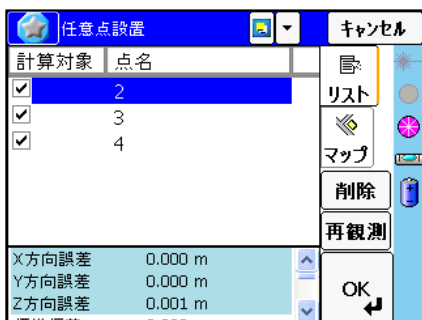 任意点設置
キャンセル
計算対象 点名
2
3
4
リスト
マップ
削除
再観測
OK
X方向誤差 0.000 m
Y方向誤差 0.000 m
Z方向誤差 0.001 m